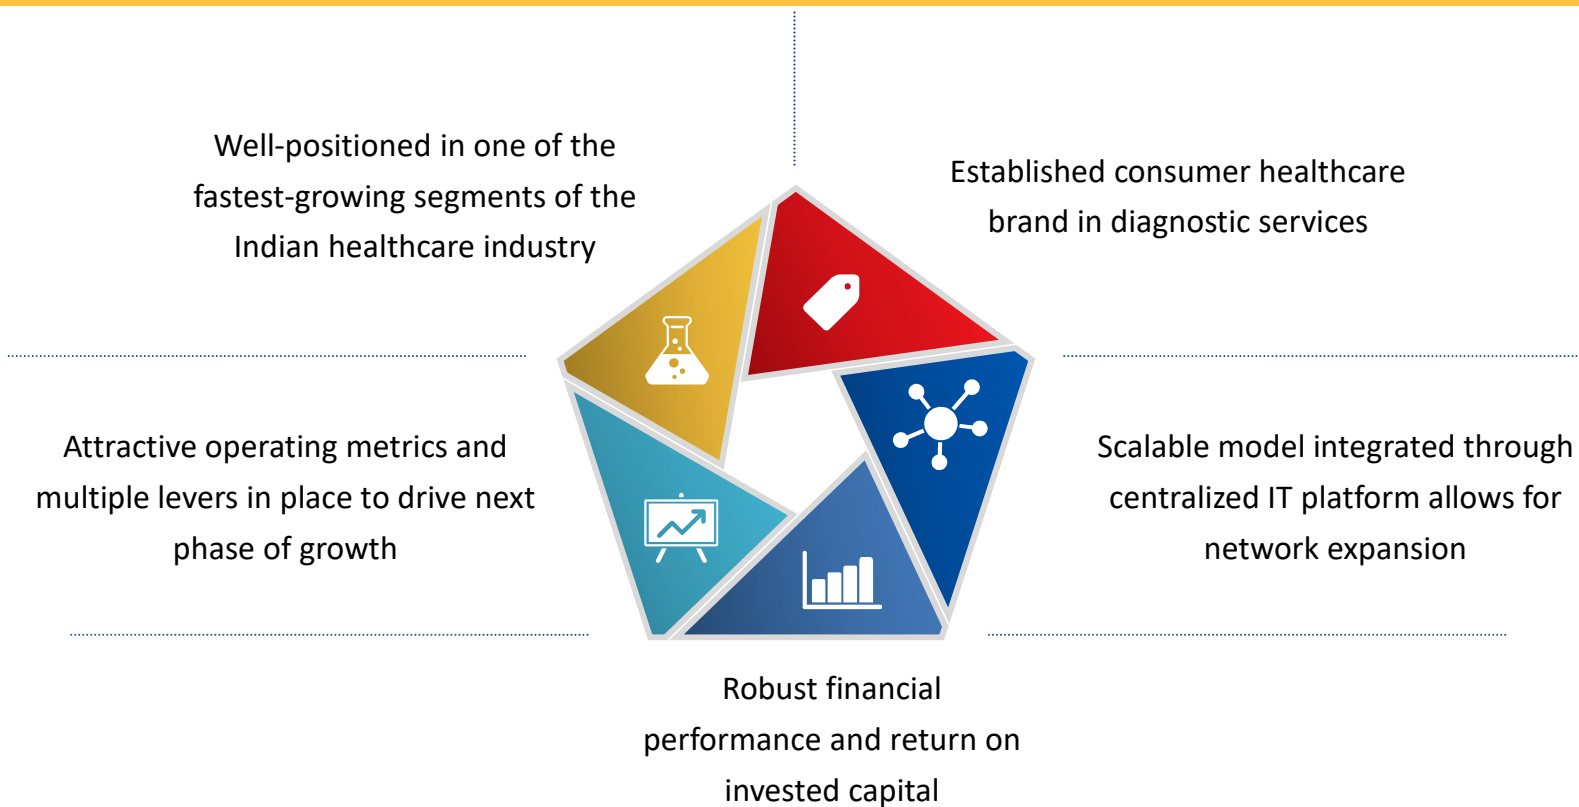 Well-positioned in one of the
fastest-growing segments of the
Indian healthcare industry
Established consumer healthcare
brand in diagnostic services
Attractive operating metrics and
multiple levers in place to drive next
phase of growth
Scalable model integrated through
centralized IT platform allows for
network expansion
Robust financial
performance and return on
invested capital